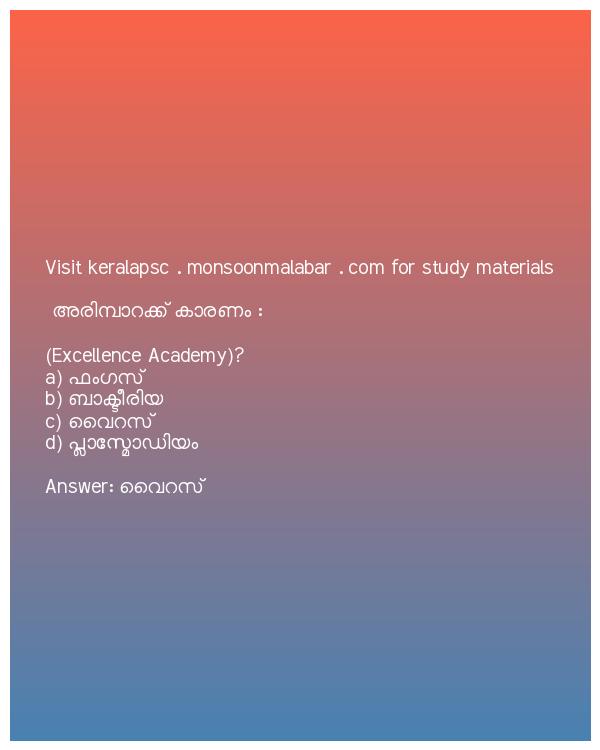 Visit keralapsc . monsoonmalabar . com for study materials
അരിമ്പാറക്ക് കാരണം :
(Excellence Academy)?
a) ഫംഗസ്
b) ബാക്ടീരിയ
c) വൈറസ്
d) പ്ലാസ്മോഡിയം
Answer: വൈറസ്